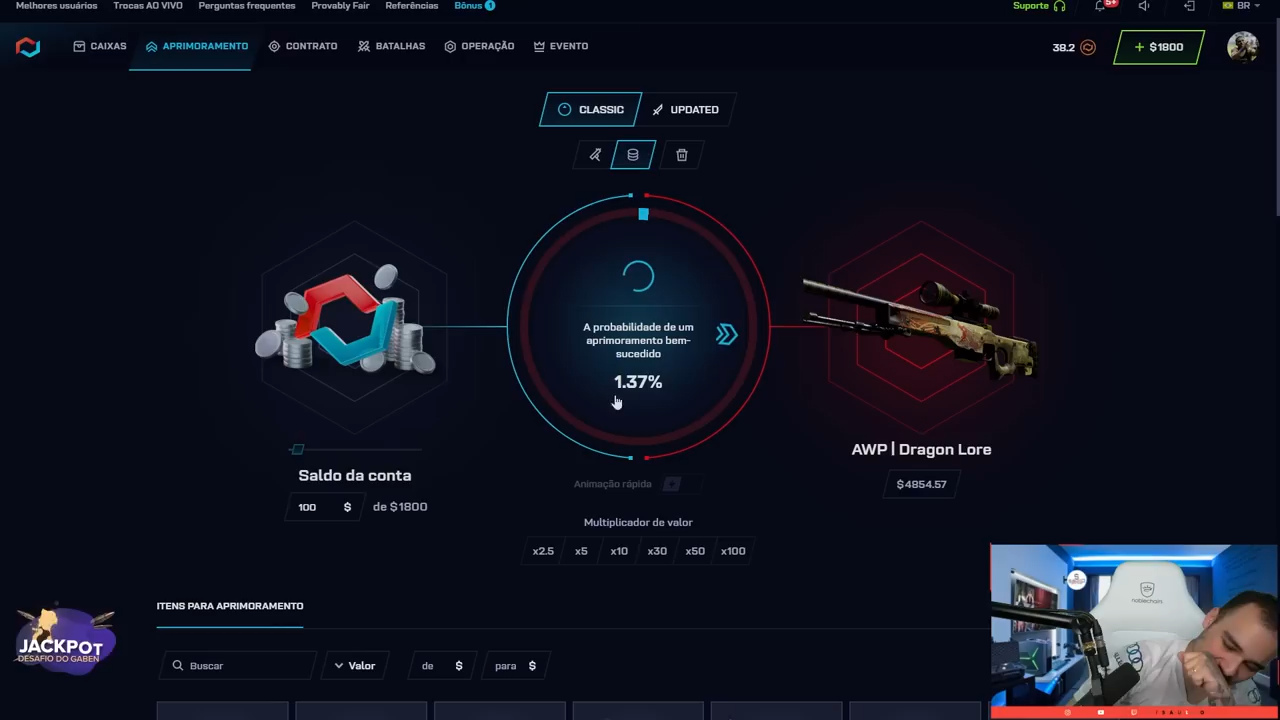 Melhores usuários
Trocas AO VIVO
Perguntas frequentes
Provably Fair
Referências
Bônus 1
Suporte
5+
BR
CAIXAS
APRIMORAMENTO
CONTRATO
BATALHAS
OPERAÇÃO
EVENTO
38.2
+ $1800
CLASSIC
UPDATED
A probabilidade de um
aprimoramento bem-
sucedido
1.37%
Saldo da conta
100 $ de $1800
AWP | Dragon Lore
$4854.57
Animação rápida
Multiplicador de valor
x2.5
x5
x10
x30
x50
x100
ITENS PARA APRIMORAMENTO
Buscar
Valor
de $
para $
JACKPOT
DESAFIO DO GABEN
noblechairs